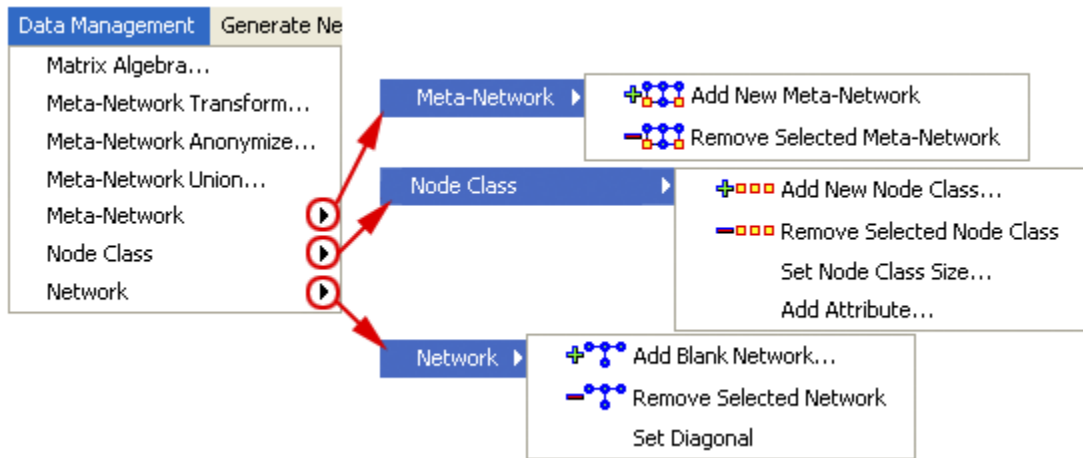 Data Management Generate Ne
Matrix Algebra...
Meta-Network Transform...
Meta-Network Anonymize...
Meta-Network Union...
Meta-Network
Node Class
Network
Meta-Network
Add New Meta-Network
Remove Selected Meta-Network
Node Class
Add New Node Class...
Remove Selected Node Class
Set Node Class Size...
Add Attribute...
Network
Add Blank Network...
Remove Selected Network
Set Diagonal